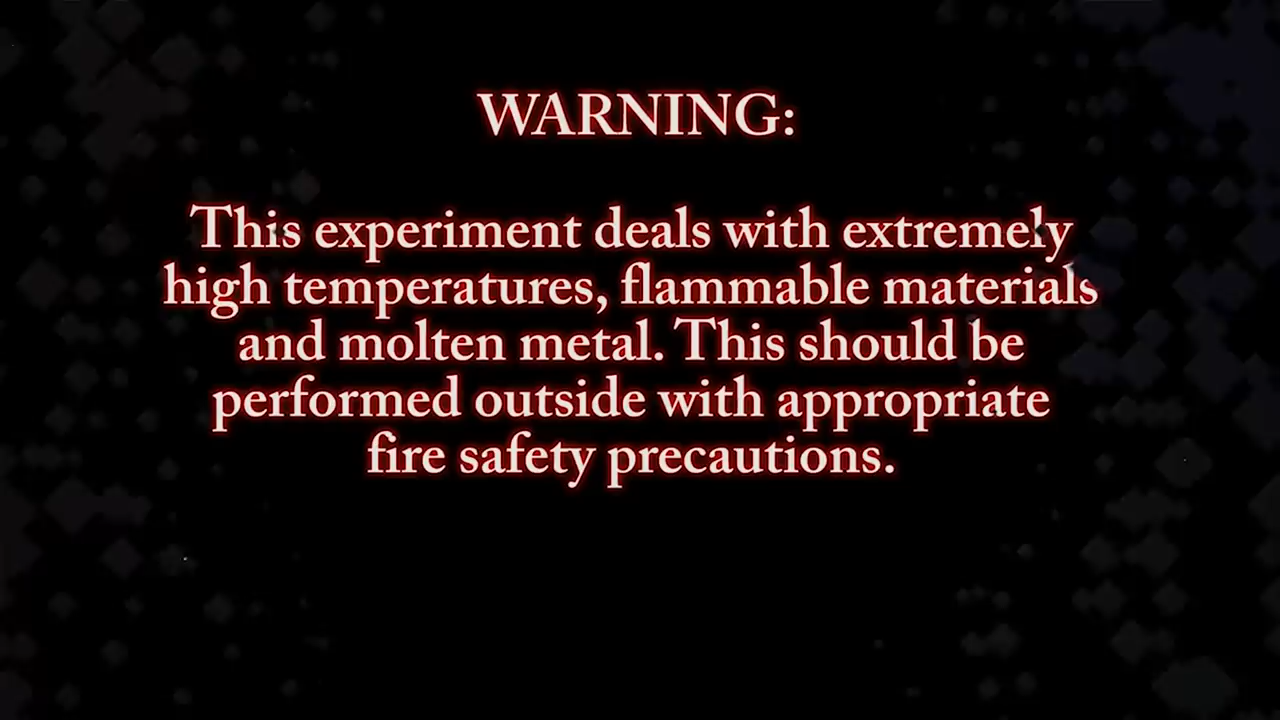 WARNING:
This experiment deals with extremely
high temperatures, flammable materials
and molten metal. This should be
performed outside with appropriate
fire safety precautions.